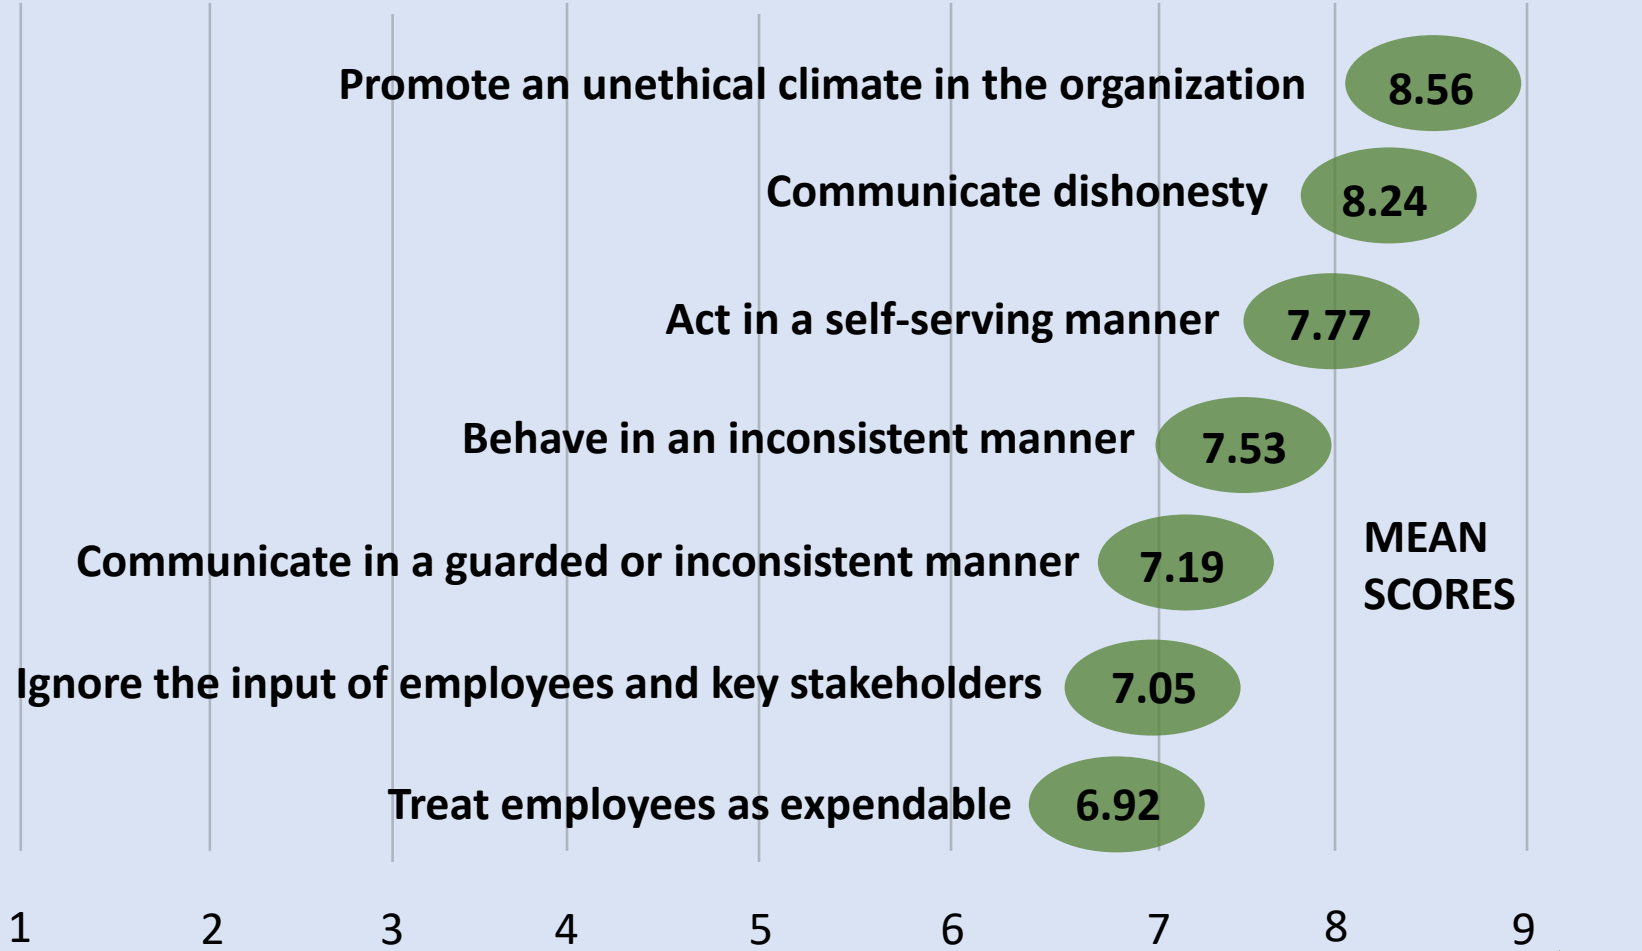 Promote an unethical climate in the organization 8.56
Communicate dishonesty 8.24
Act in a self-serving manner 7.77
Behave in an inconsistent manner 7.53
MEAN
SCORES
Communicate in a guarded or inconsistent manner 7.19
Ignore the input of employees and key stakeholders 7.05
Treat employees as expendable 6.92
1 2 3 4 5 6 7 8 9